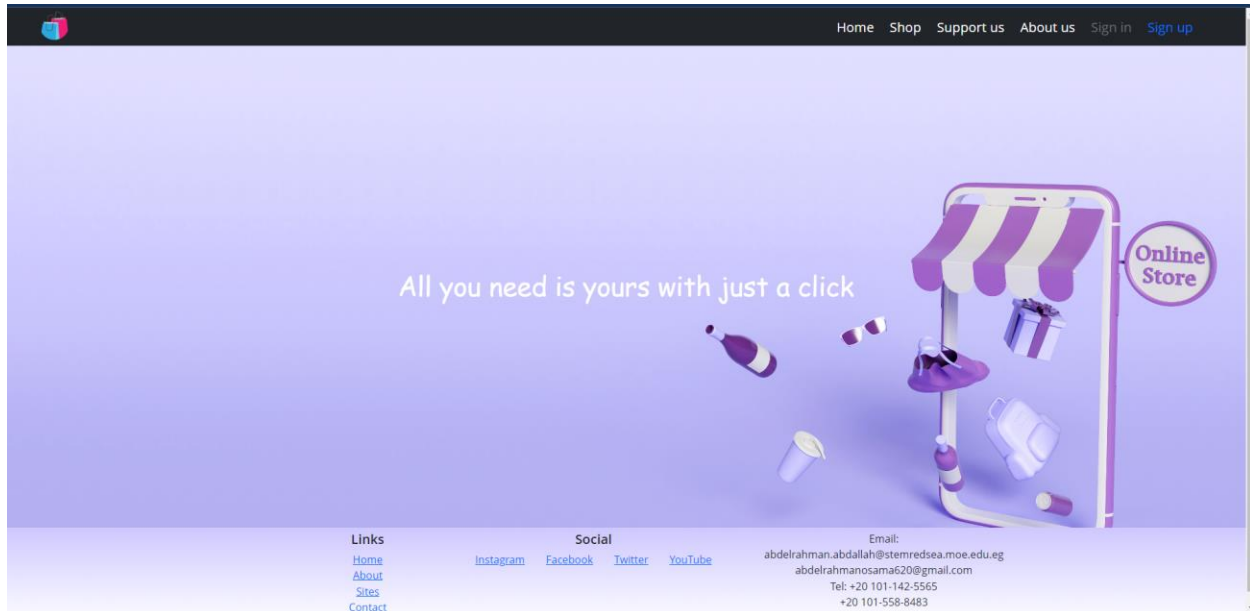 Home Shop Support us About us Sign in Sign up
All you need is yours with just a click
Online
Store
Links
Home
About
Sites
Contact
Social
Instagram Facebook Twitter YouTube
Email:
abdelrahman.abdallah@stemredsea.moe.edu.eg
abdelrahmanosama620@gmail.com
Tel: +20 101-142-5565
+20 101-558-8483